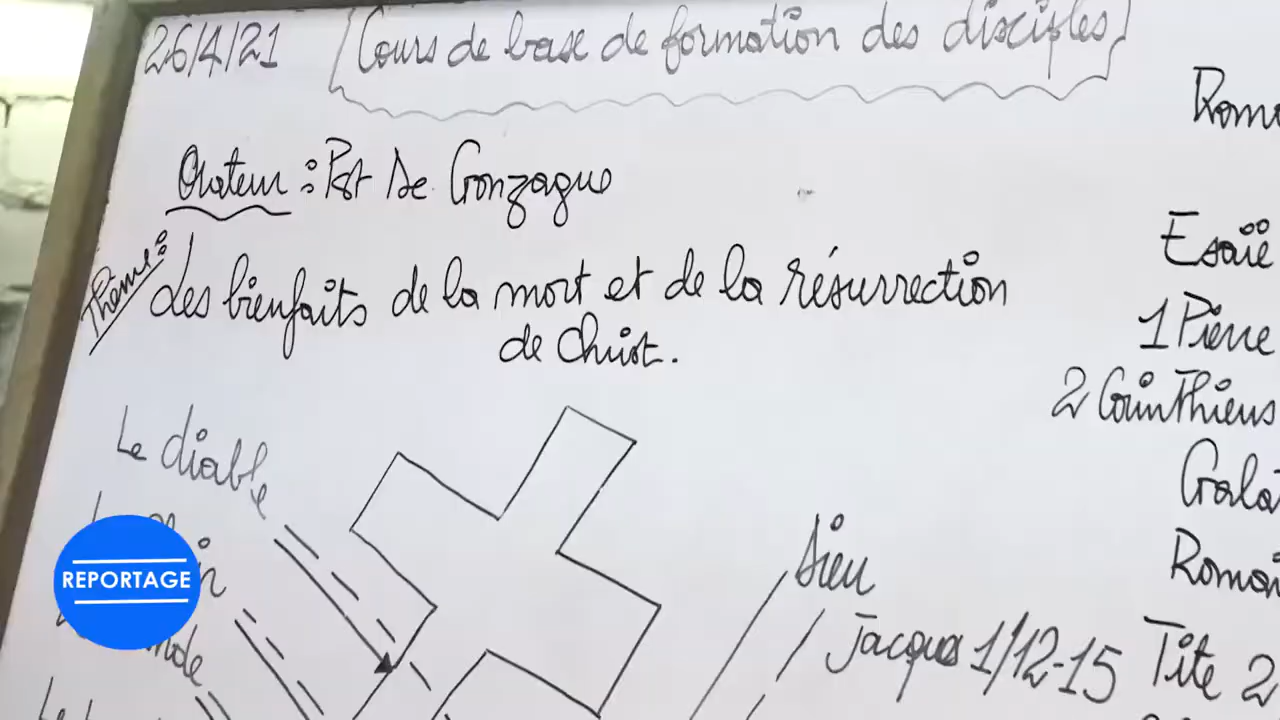 26/4/21 Cours de base de formation des disciples
Orateur : Pst De Gonzague
Thème : des bienfaits de la mort et de la résurrection
de Christ.
Le diable
Dieu
Jacques 1/12-15
Esaïe
1 Pierre
2 Corinthiens
Tite 2
REPORTAGE